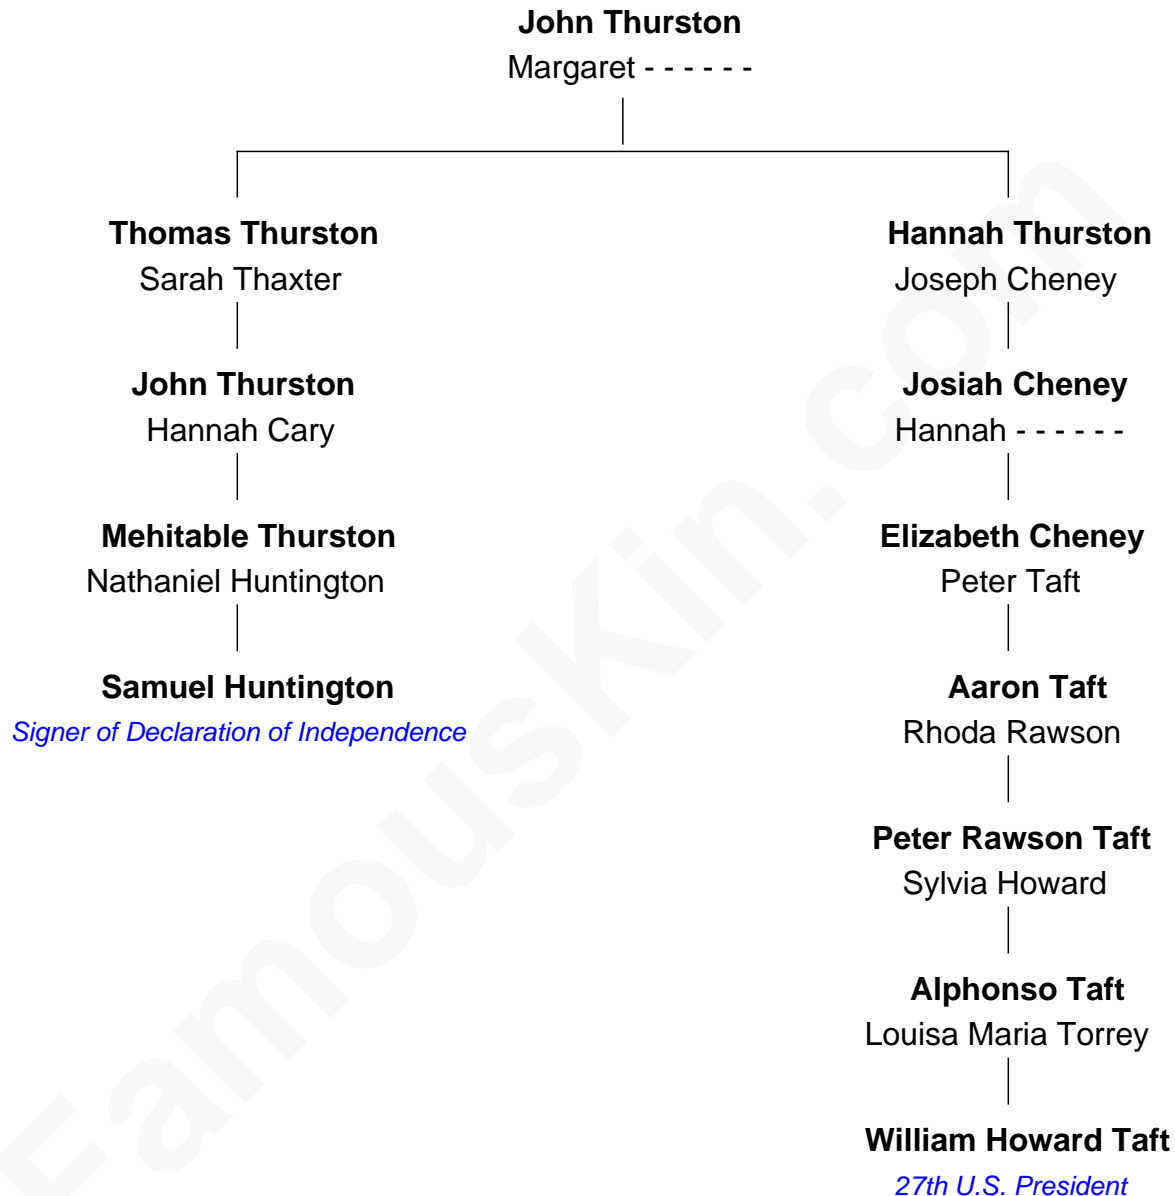 John Thurston
Margaret - - - - - -
Thomas Thurston
Sarah Thaxter
John Thurston
Hannah Cary
Mehitable Thurston
Nathaniel Huntington
Samuel Huntington
Signer of Declaration of Independence
Hannah Thurston
Joseph Cheney
Josiah Cheney
Hannah - - - - - -
Elizabeth Cheney
Peter Taft
Aaron Taft
Rhoda Rawson
Peter Rawson Taft
Sylvia Howard
Alphonso Taft
Louisa Maria Torrey
William Howard Taft
27th U.S. President
FamousKin.com